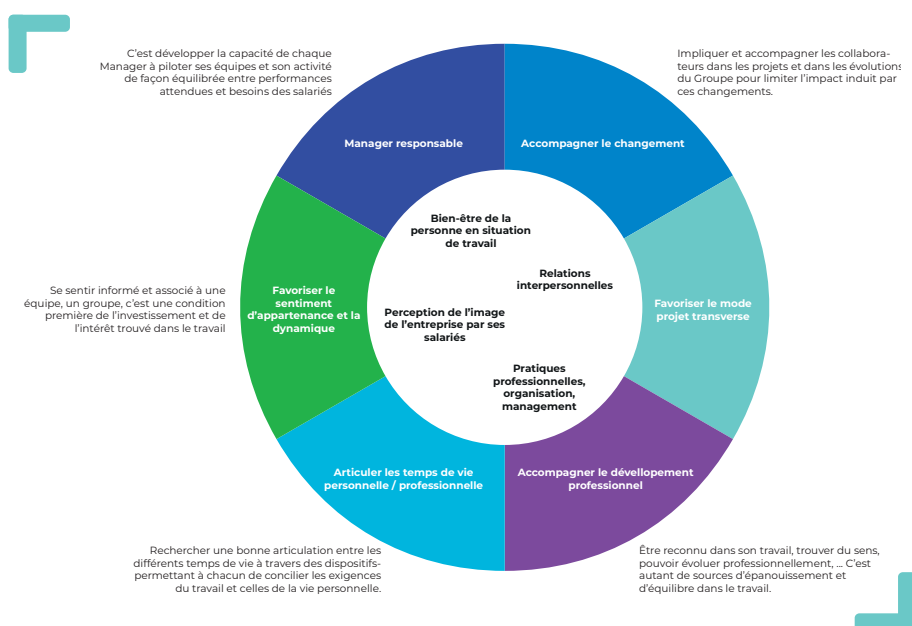 C'est développer la capacité de chaque
Manager à piloter ses équipes et son activité
de façon équilibrée entre performances
attendues et besoins des salariés
Impliquer et accompagner les collabora-
teurs dans les projets et dans les évolutions
du Groupe pour limiter l'impact induit par
ces changements.
Manager responsable
Accompagner le changement
Bien-être de la
personne en situation
de travail
Relations
interpersonnelles
Se sentir informé et associé à une
équipe, un groupe, c'est une condition
première de l'investissement et de
l'intérêt trouvé dans le travail
Favoriser le
sentiment
d'appartenance et la
dynamique
Perception de l'image
de l'entreprise par ses
salariés
Favoriser le mode
projet transverse
Pratiques
professionnelles,
organisation,
management
Articuler les temps de vie
personnelle / professionnelle
Accompagner le dévellopement
professionnel
Rechercher une bonne articulation entre les
différents temps de vie à travers des dispositifs-
permettant à chacun de concilier les exigences
du travail et celles de la vie personnelle.
Être reconnu dans son travail, trouver du sens,
pouvoir évoluer professionnellement, ... C'est
autant de sources d'épanouissement et
d'équilibre dans le travail.